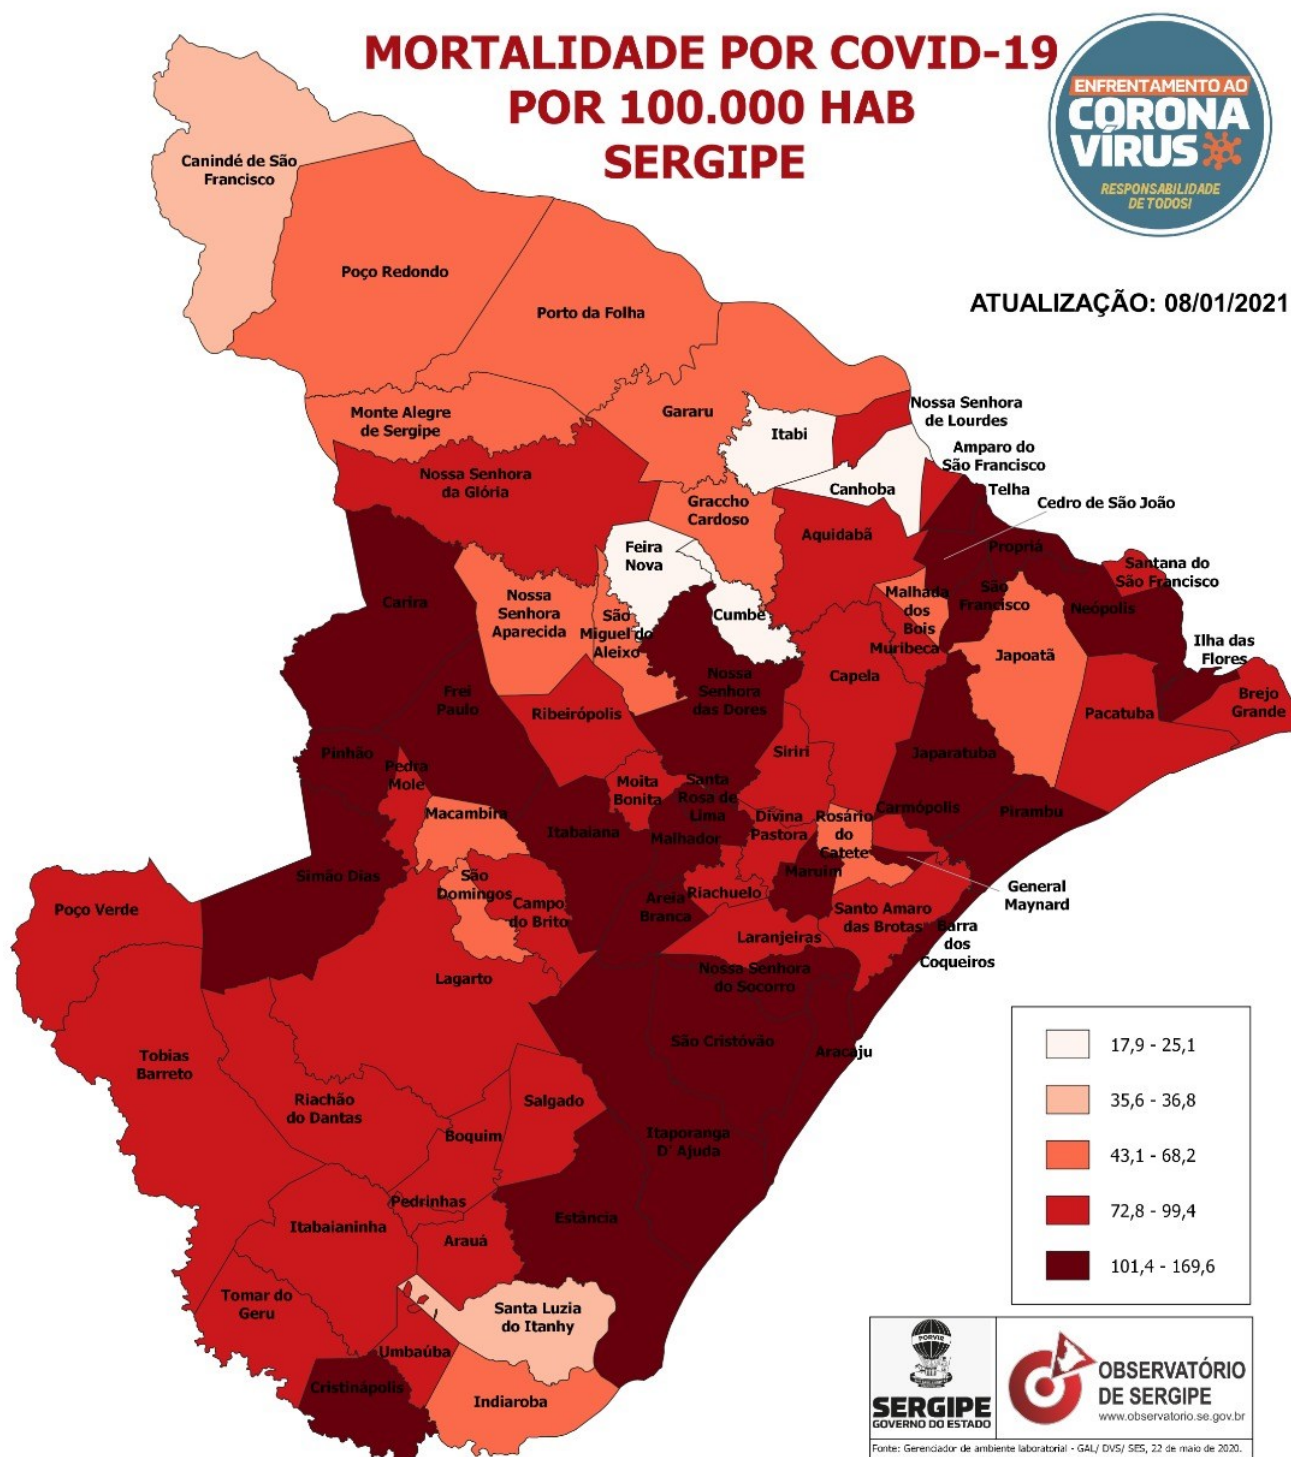 MORTALIDADE POR COVID-19
POR 100.000 HAB
SERGIPE
ENFRENTAMENTO AO
CORONA
VÍRUS
RESPONSABILIDADE
DE TODOS!
ATUALIZAÇÃO: 08/01/2021
Canindé de São
Francisco
Poço Redondo
Porto da Folha
Monte Alegre
de Sergipe
Gararu
Itabi
Nossa Senhora
de Lourdes
Amparo do
São Francisco
Telha
Cedro de São João
Nossa Senhora
da Glória
Graccho
Cardoso
Canhoba
Aquidabã
Propriá
Santana do
São Francisco
Feira
Nova
Cumbe
Malhada
dos
Bois
São
Francisco
Neópolis
Carira
Nossa
Senhora
Aparecida
São
Miguel do
Aleixo
Muribeca
Japoatã
Ilha das
Flores
Brejo
Grande
Pacatuba
Frei
Paulo
Ribeirópolis
Nossa
Senhora
das Dores
Capela
Siriri
Japaratuba
Pinhão
Pedra
Mole
Moita
Bonita
Santa
Rosa de
Lima
Divina
Pastora
Rosário
do
Catete
Carmópolis
Pirambu
Macambira
Itabaiana
Malhador
Maruim
General
Maynard
Simão Dias
São
Domingos
Campo
do Brito
Areia
Branca
Riachuelo
Santo Amaro
das Brotas
Barra
dos
Coqueiros
Poço Verde
Laranjeiras
Lagarto
Nossa Senhora
do Socorro
São Cristóvão
Aracaju
Tobias
Barreto
Riachão
do Dantas
Salgado
Boquim
Itaporanga
D´Ajuda
Pedrinhas
Estância
Itabaianinha
Arauá
Tomar do
Geru
Santa Luzia
do Itanhy
Umbaúba
Cristinápolis
Indiaroba
17,9 - 25,1
35,6 - 36,8
43,1 - 68,2
72,8 - 99,4
101,4 - 169,6
PORVIR
SERGIPE
GOVERNO DO ESTADO
OBSERVATÓRIO
DE SERGIPE
www.observatorio.se.gov.br
Fonte: Gerenciador de ambiente laboratorial - GAL/ DVS/ SES, 22 de maio de 2020.